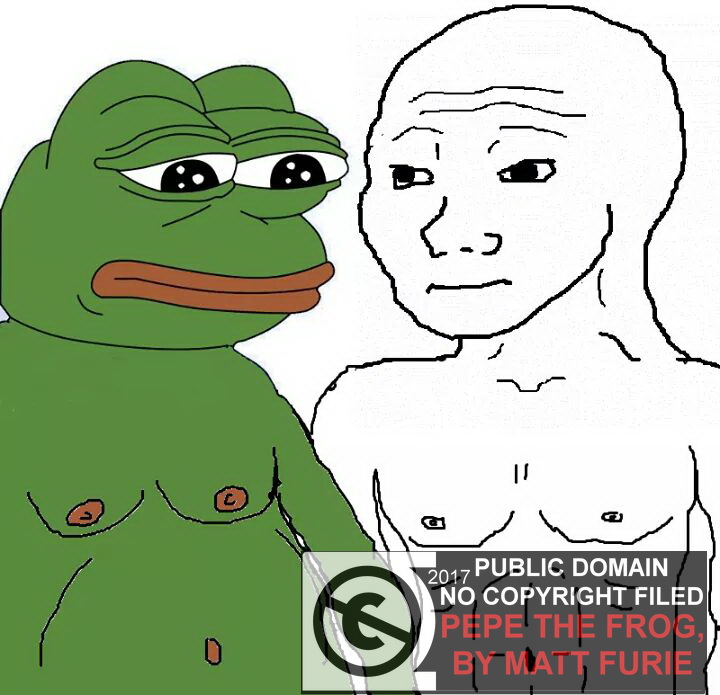 2017 PUBLIC DOMAIN
NO COPYRIGHT FILED
PEPE THE FROG,
BY MATT FURIE